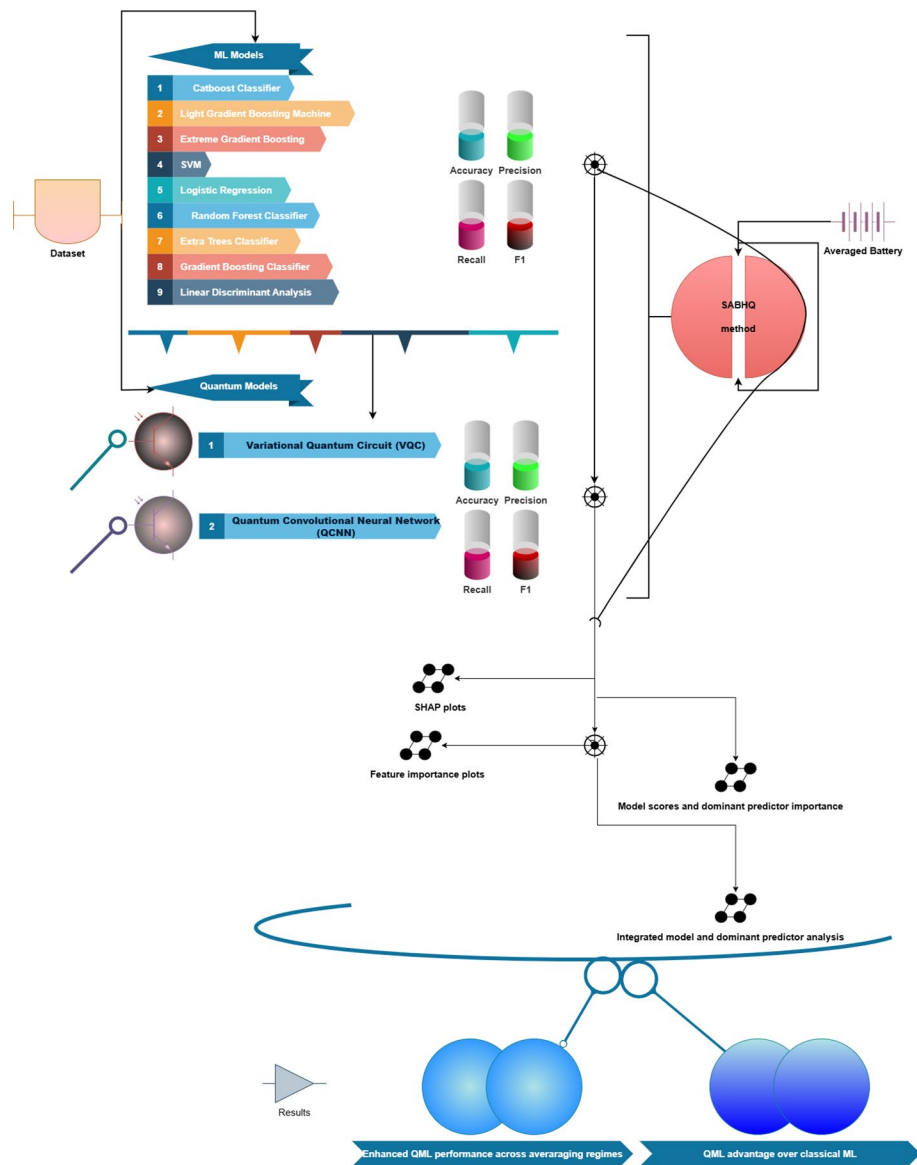 ML Models
1 Catboost Classifier
2 Light Gradient Boosting Machine
3 Extreme Gradient Boosting
4 SVM
5 Logistic Regression
6 Random Forest Classifier
7 Extra Trees Classifier
8 Gradient Boosting Classifier
9 Linear Discriminant Analysis
Dataset
Accuracy Precision
Recall F1
Averaged Battery
SABHQ
method
Quantum Models
1 Variational Quantum Circuit (VQC)
2 Quantum Convolutional Neural Network
(QCNN)
Accuracy Precision
Recall F1
SHAP plots
Feature importance plots
Model scores and dominant predictor importance
Integrated model and dominant predictor analysis
Results
Enhanced QML performance across averaraging regimes
QML advantage over classical ML